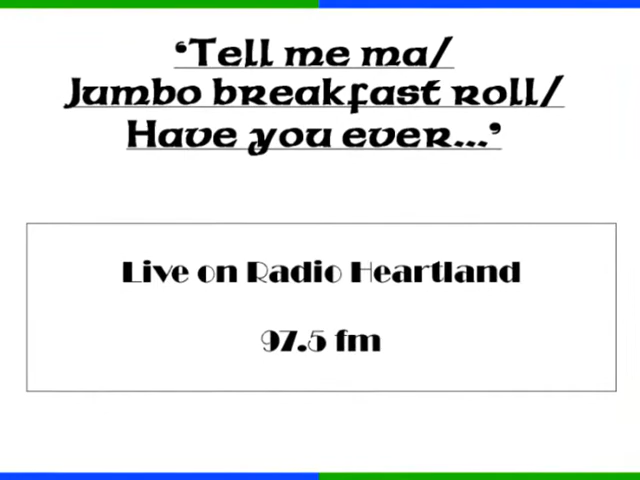 ‘Tell me ma/
Jumbo breakfast roll/
Have you ever...’
Live on Radio Heartland
97.5 fm